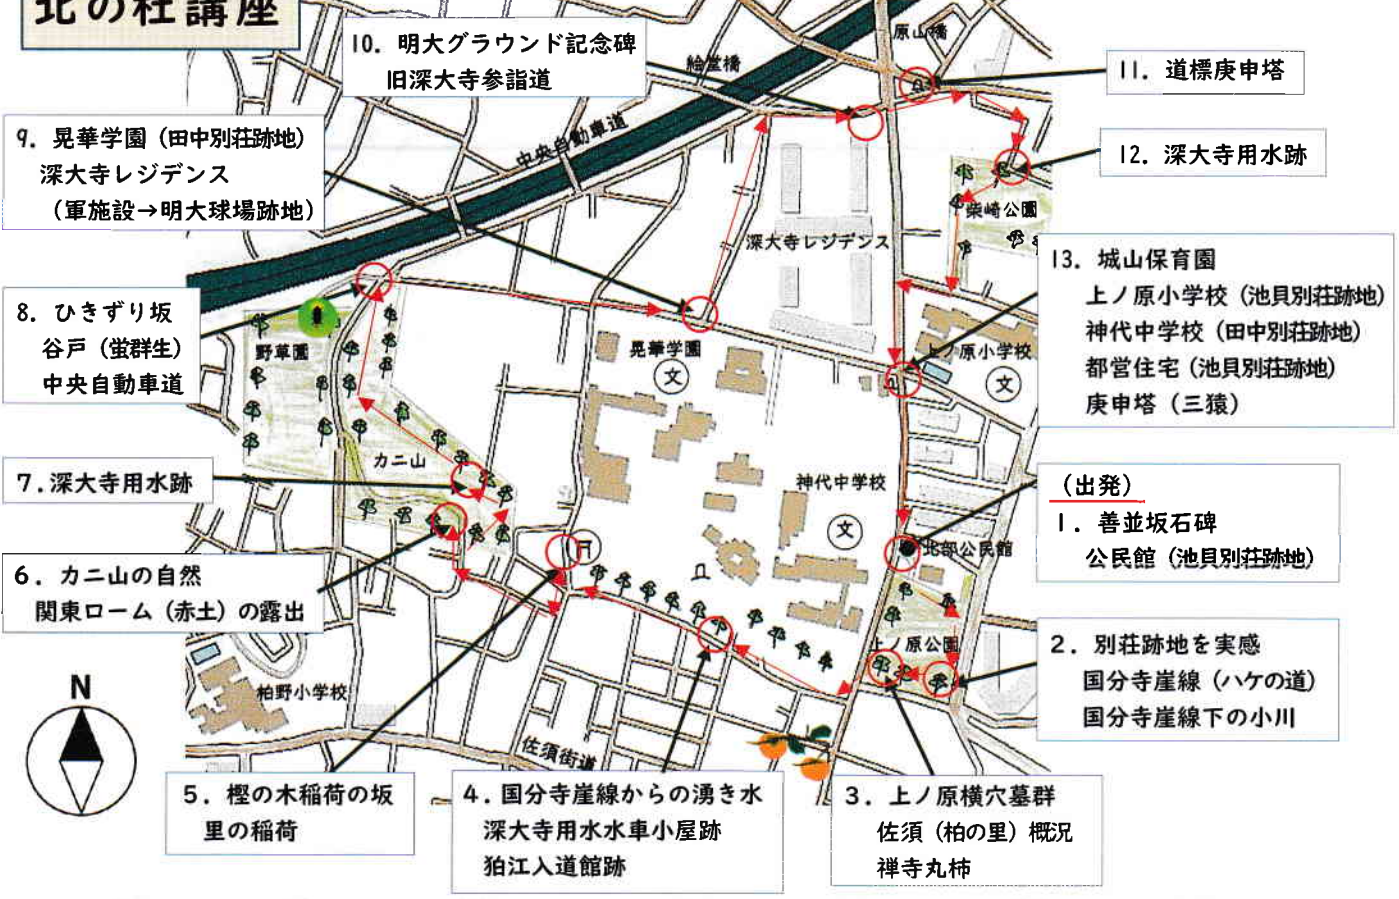 北の杜講座
10. 明大グラウンド記念碑
旧深大寺参詣道
原山橋
絵堂橋
11. 道標庚申塔
中央自動車道
9. 晃華学園(田中別荘跡地)
深大寺レジデンス
(軍施設→明大球場跡地)
12. 深大寺用水跡
柴崎公園
深大寺レジデンス
13. 城山保育園
上ノ原小学校(池貝別荘跡地)
神代中学校(田中別荘跡地)
都営住宅(池貝別荘跡地)
庚申塔(三猿)
8. ひきずり坂
谷戸(蛍群生)
中央自動車道
野草園
晃華学園
文
上ノ原小学校
文
カニ山
7.深大寺用水跡
神代中学校
文
(出発)
1. 善並坂石碑
公民館(池貝別荘跡地)
北部公民館
6. カニ山の自然
関東ローム(赤土)の露出
上ノ原公園
2. 別荘跡地を実感
国分寺崖線(ハケの道)
国分寺崖線下の小川
N
柏野小学校
佐須街道
5. 樫の木稲荷の坂
里の稲荷
4.国分寺崖線からの湧き水
深大寺用水水車小屋跡
狛江入道館跡
3. 上ノ原横穴墓群
佐須(柏の里)概況
禅寺丸柿